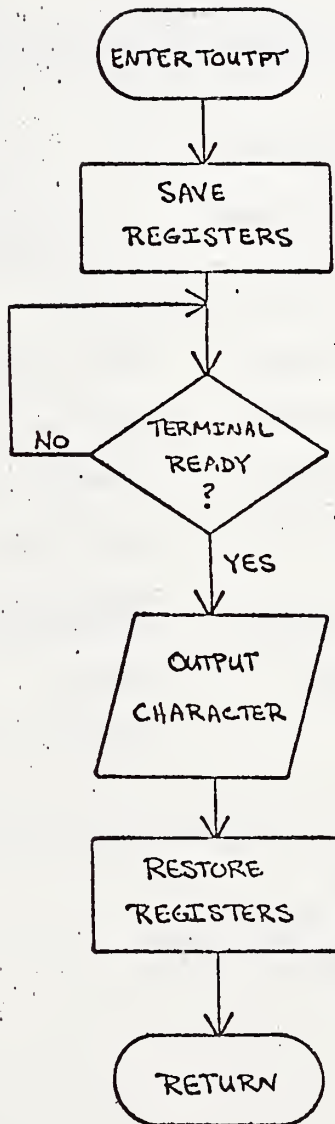 ENTER TOUTPT
SAVE
REGISTERS
TERMINAL
READY
?
NO
YES
OUTPUT
CHARACTER
RESTORE
REGISTERS
RETURN